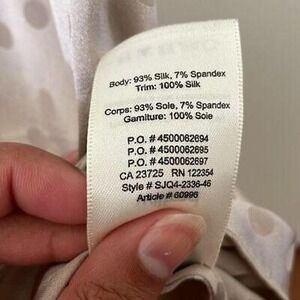 Body: 93% Silk, 7% Spandex
Trim: 100% Silk
Corps: 93% Soie, 7% Spandex
Garniture: 100% Soie
P.O. # 4500062694
P.O. # 4500062695
P.O. # 4500062697
CA 23725 RN 122354
Style # SJQ4-2336-46
Article # 60996